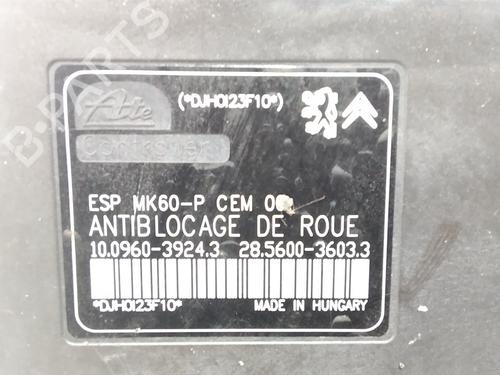 Ate
(*DJH0123F10*)
Continental
ESP MK60-P CEM
ANTIBLOCAGE DE ROUE
10.0960-3924.3 28.5600-3603.3
*DJH0123F10*
MADE IN HUNGARY
B-PARTS